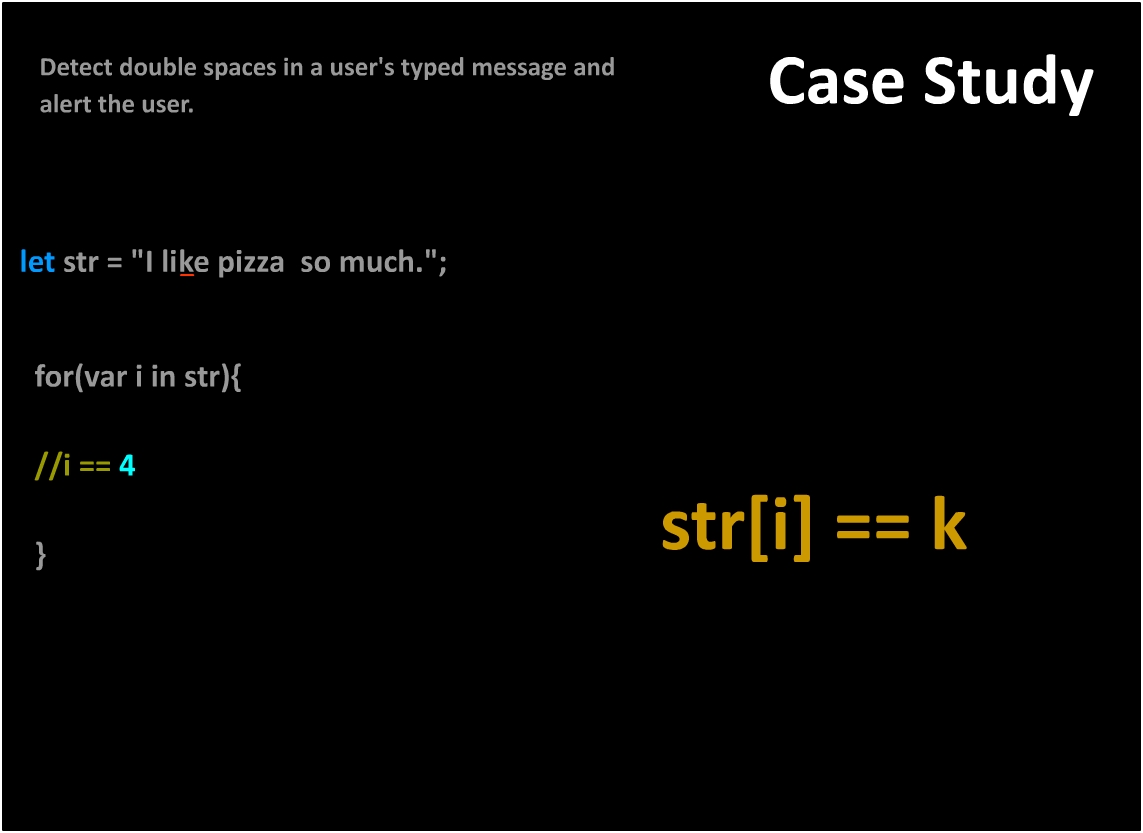 Detect double spaces in a user's typed message and
alert the user.
Case Study
let str = "I like pizza  so much.";
for(var i in str){
//i == 4
str[i] == k
}